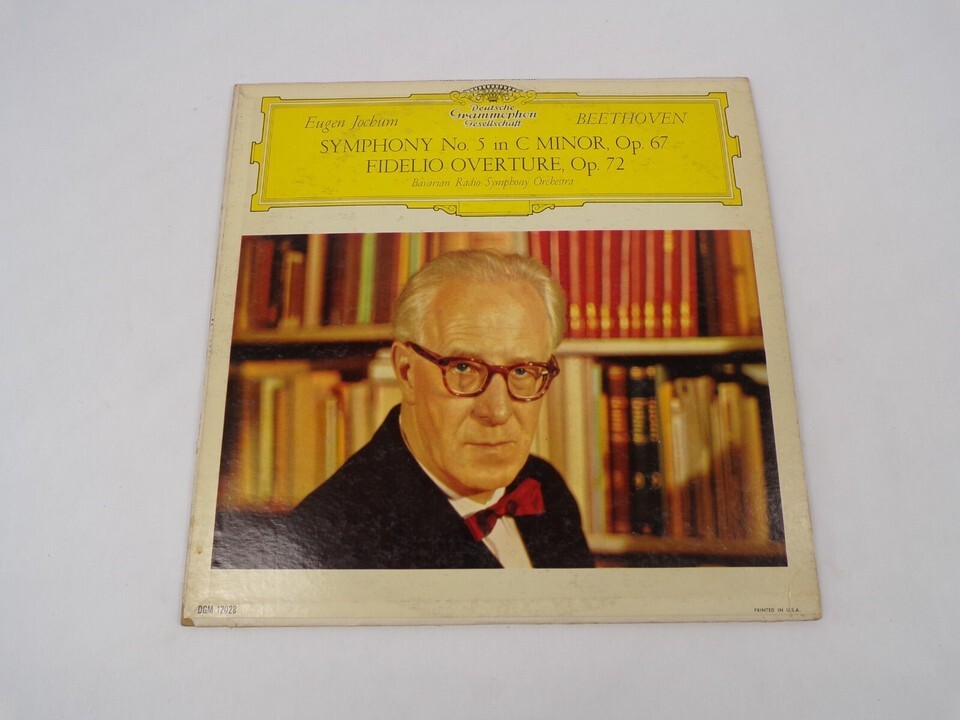 Deutsche
Grammophon
Gesellschaft
Eugen Jochum
BEETHOVEN
SYMPHONY No. 5 in C MINOR, Op. 67
FIDELIO OVERTURE, Op. 72
Bavarian Radio Symphony Orchestra
DGM 12028
PRINTED IN U.S.A.